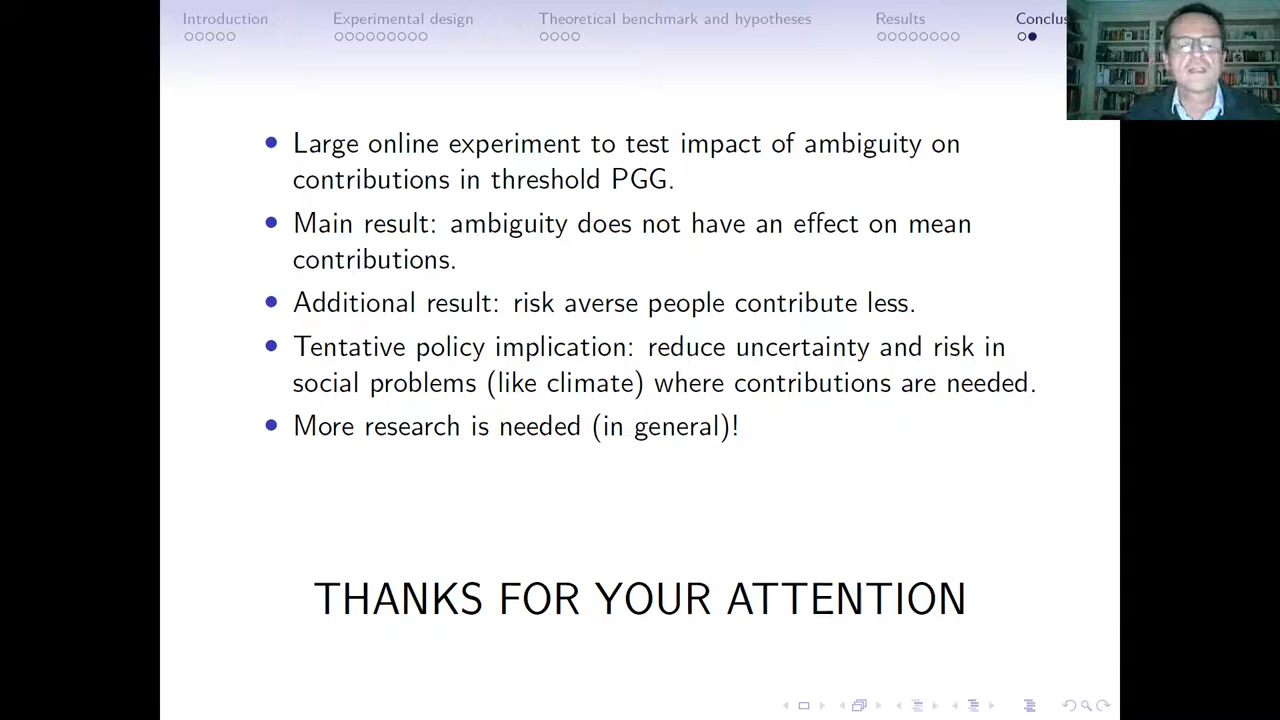 Introduction
Experimental design
Theoretical benchmark and hypotheses
Results
Conclus
Large online experiment to test impact of ambiguity on
contributions in threshold PGG.
Main result: ambiguity does not have an effect on mean
contributions.
Additional result: risk averse people contribute less.
Tentative policy implication: reduce uncertainty and risk in
social problems (like climate) where contributions are needed.
More research is needed (in general)!
THANKS FOR YOUR ATTENTION